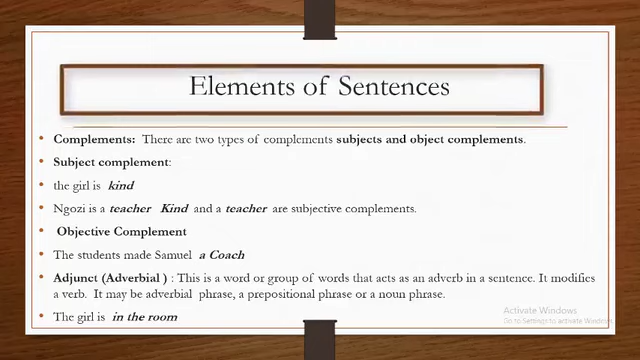 Elements of Sentences
Complements: There are two types of complements subjects and object complements.
Subject complement:
the girl is kind
Ngozi is a teacher Kind and a teacher are subjective complements.
Objective Complement
The students made Samuel a Coach
Adjunct (Adverbial ) : This is a word or group of words that acts as an adverb in a sentence. It modifies
a verb. It may be adverbial phrase, a prepositional phrase or a noun phrase.
The girl is in the room
Activate Windows
Go to Settings to activate Windows.